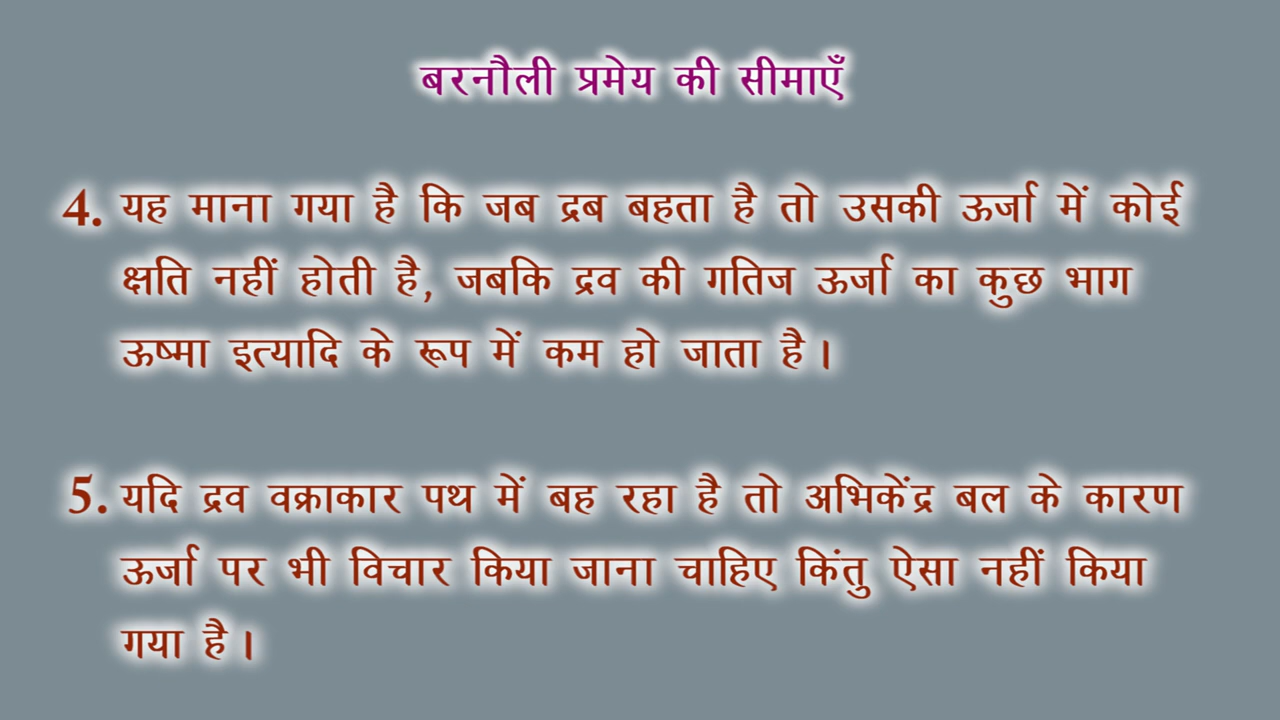 बरनौली प्रमेय की सीमाएँ
4. यह माना गया है कि जब द्रब बहता है तो उसकी ऊर्जा में कोई
क्षति नहीं होती है, जबकि द्रव की गतिज ऊर्जा का कुछ भाग
ऊष्मा इत्यादि के रूप में कम हो जाता है।
5. यदि द्रव वक्राकार पथ में बह रहा है तो अभिकेंद्र बल के कारण
ऊर्जा पर भी विचार किया जाना चाहिए किंतु ऐसा नहीं किया
गया है।